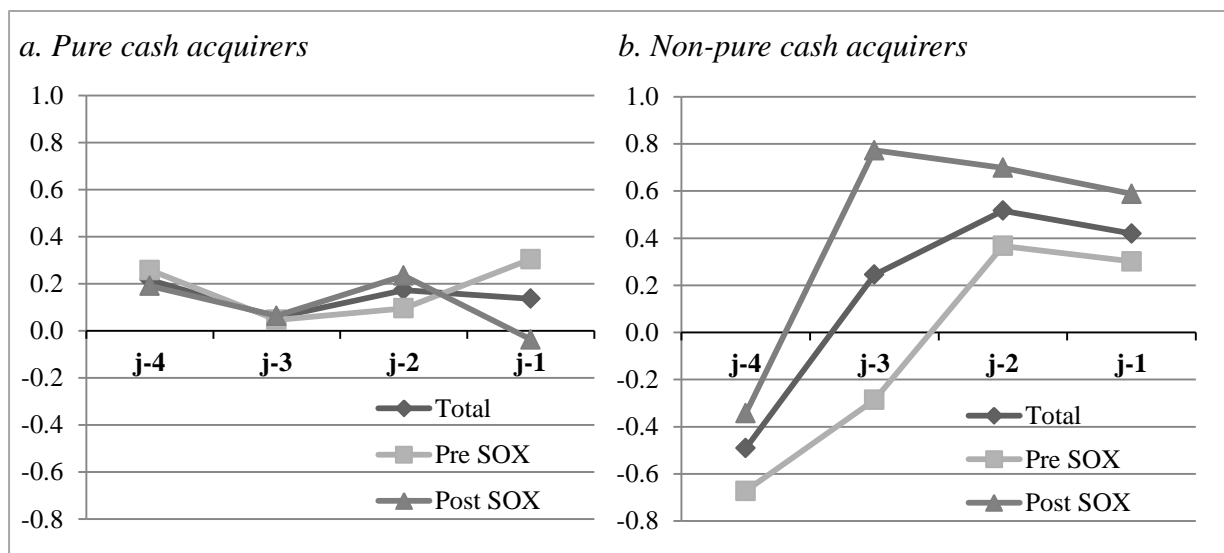 a. Pure cash acquirers
1.0
0.8
0.6
0.4
0.2
0.0
-0.2
-0.4
-0.6
-0.8
j-4 j-3 j-2 j-1
Total
Pre SOX
Post SOX
b. Non-pure cash acquirers
1.0
0.8
0.6
0.4
0.2
0.0
-0.2
-0.4
-0.6
-0.8
j-4 j-3 j-2 j-1
Total
Pre SOX
Post SOX